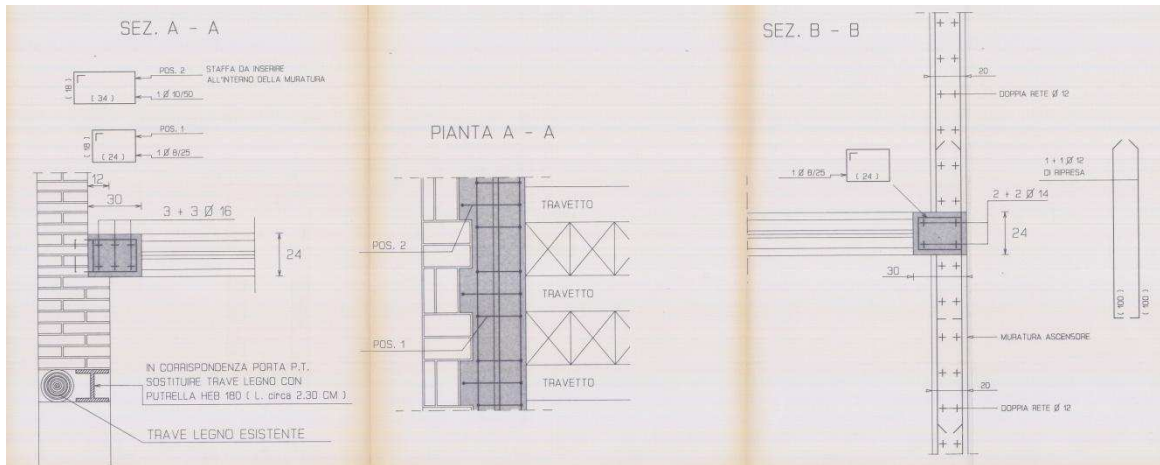 SEZ. A - A
POS. 2
STAFFA DA INSERIRE
ALL'INTERNO DELLA MURATURA
( 18 )
( 34 )
1 Ø 10/50
POS. 1
( 18 )
( 24 )
1 Ø 8/25
12
30
3 + 3 Ø 16
24
IN CORRISPONDENZA PORTA P.T.
SOSTITUIRE TRAVE LEGNO CON
PUTRELLA HEB 180 ( L. circa 2.30 CM )
TRAVE LEGNO ESISTENTE
PIANTA A - A
TRAVETTO
POS. 2
TRAVETTO
POS. 1
TRAVETTO
SEZ. B - B
20
DOPPIA RETE Ø 12
1 Ø 8/25
( 24 )
1 + 1 Ø 12
DI RIPRESA
2 + 2 Ø 14
24
30
( 100 )
( 100 )
MURATURA ASCENSORE
20
DOPPIA RETE Ø 12